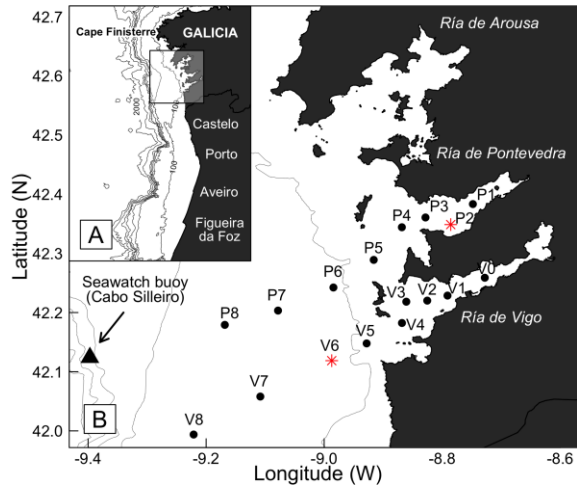 42.7
42.6
42.5
42.4
42.3
42.2
42.1
42.0
Latitude (N)
-9.4
-9.2
-9.0
-8.8
-8.6
Longitude (W)
Cape Finisterre
GALICIA
2000
100
100
Castelo
Porto
Aveiro
Figueira
da Foz
A
Ría de Arousa
Ría de Pontevedra
P1
P2
P3
P4
P5
P6
P7
P8
V0
V1
V2
V3
V4
V5
V6
V7
V8
Ría de Vigo
Seawatch buoy
(Cabo Silleiro)
B